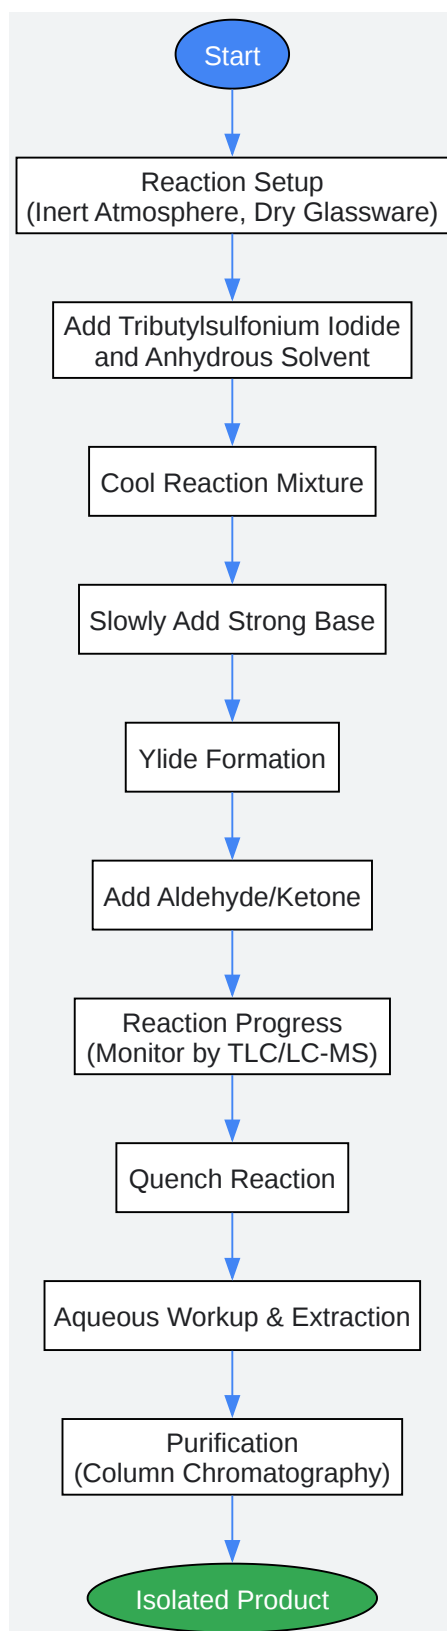 Start
Reaction Setup
(Inert Atmosphere, Dry Glassware)
Add Tributylsulfonium Iodide
and Anhydrous Solvent
Cool Reaction Mixture
Slowly Add Strong Base
Ylide Formation
Add Aldehyde/Ketone
Reaction Progress
(Monitor by TLC/LC-MS)
Quench Reaction
Aqueous Workup & Extraction
Purification
(Column Chromatography)
Isolated Product